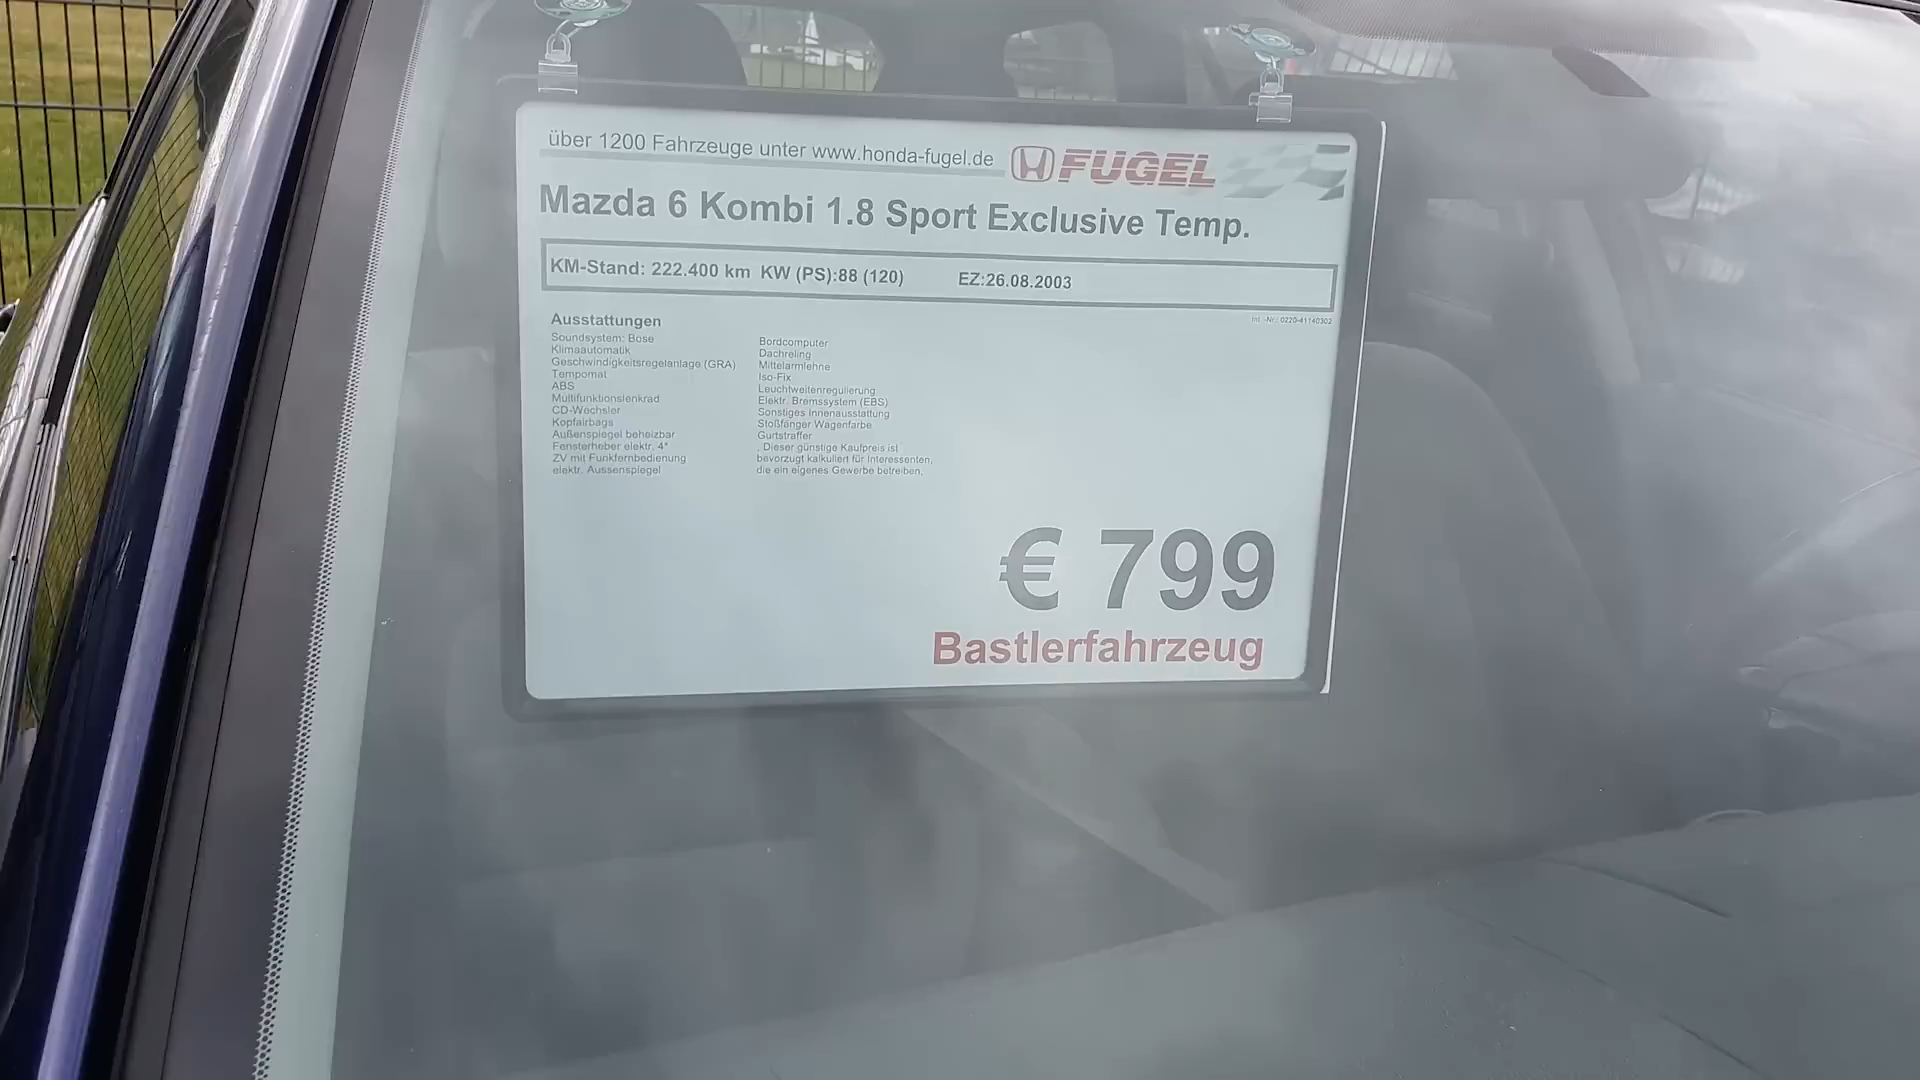 über 1200 Fahrzeuge unter www.honda-fugel.de FUGEL
Mazda 6 Kombi 1.8 Sport Exclusive Temp.
KM-Stand: 222.400 km KW (PS):88 (120) EZ:26.08.2003
Int. -Nr.: 0220-41140302
Ausstattungen
Soundsystem: Bose
Klimaautomatik
Geschwindigkeitsregelanlage (GRA)
Tempomat
ABS
Multifunktionslenkrad
CD-Wechsler
Kopfairbags
Außenspiegel beheizbar
Fensterheber elektr. 4*
ZV mit Funkfernbedienung
elektr. Aussenspiegel
Bordcomputer
Dachreling
Mittelarmlehne
Iso-Fix
Leuchtweitenregulierung
Elektr. Bremssystem (EBS)
Sonstiges Innenausstattung
Stoßfänger Wagenfarbe
Gurtstraffer
, Dieser günstige Kaufpreis ist
bevorzugt kalkuliert für Interessenten,
die ein eigenes Gewerbe betreiben,
€ 799
Bastlerfahrzeug